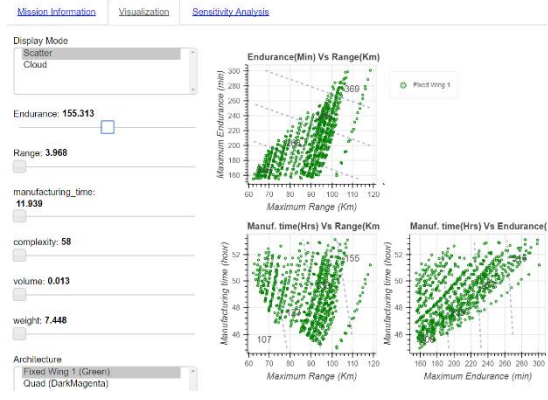 Mission Information
Visualization
Sensitivity Analysis
Display Mode
Scatter
Cloud
Endurance: 155.313
Range: 3.968
manufacturing_time:
11.939
complexity: 58
volume: 0.013
weight: 7.448
Architecture
Fixed Wing 1 (Green)
Quad (DarkMagenta)
Endurance(Min) Vs Range(Km)
Maximum Endurance (min)
300
280
260
240
220
200
180
160
369
60 70 80 90 100 110 120
Maximum Range (Km)
Fixed Wing 1
Manuf. time(Hrs) Vs Range(Km
Manufacturing time (hour)
52
50
48
46
155
107
60 70 80 90 100 110 120
Maximum Range (Km)
Manuf. time(Hrs) Vs Endurance(
Manufacturing time (hour)
52
50
48
46
160 180 200 220 240 260 280 300
Maximum Endurance (min)